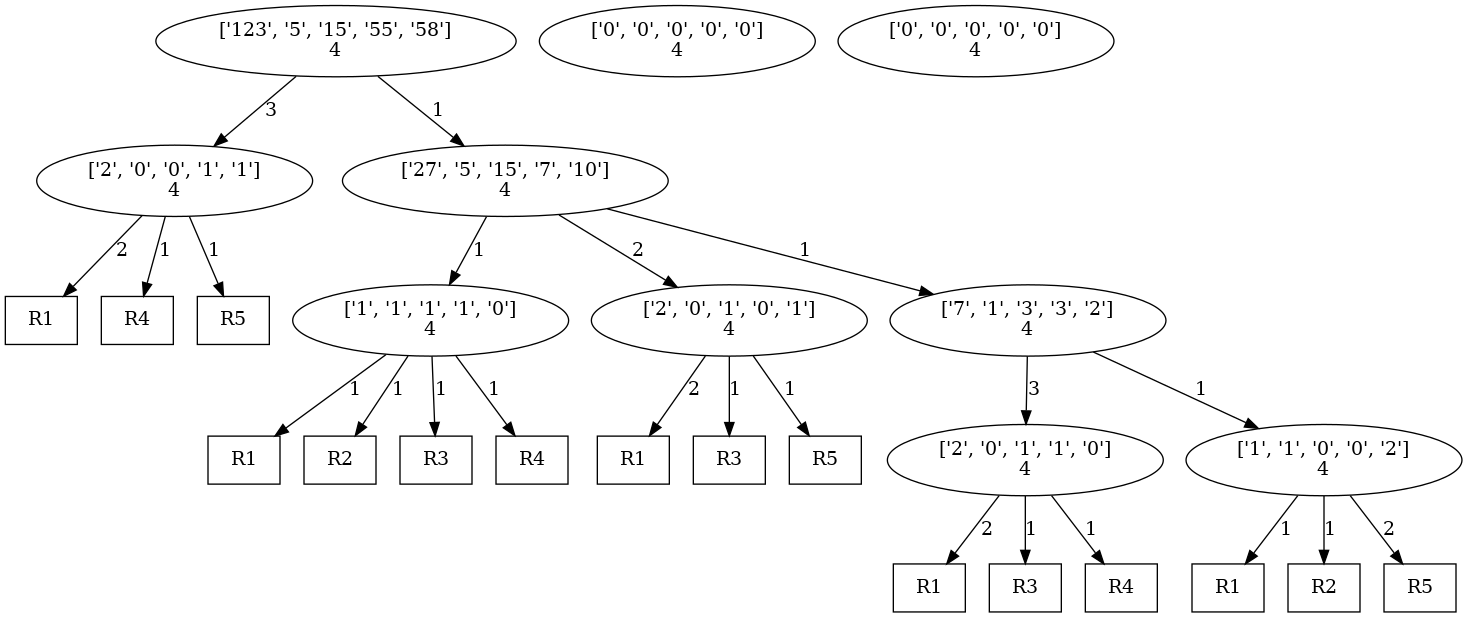 ['123', '5', '15', '55', '58']
4
['0', '0', '0', '0', '0']
4
['0', '0', '0', '0', '0']
4
3
1
['2', '0', '0', '1', '1']
4
['27', '5', '15', '7', '10']
4
2
1
1
1
2
1
R1
R4
R5
['1', '1', '1', '1', '0']
4
['2', '0', '1', '0', '1']
4
['7', '1', '3', '3', '2']
4
1
1
1
1
2
1
1
3
1
R1
R2
R3
R4
R1
R3
R5
['2', '0', '1', '1', '0']
4
['1', '1', '0', '0', '2']
4
2
1
1
1
1
2
R1
R3
R4
R1
R2
R5